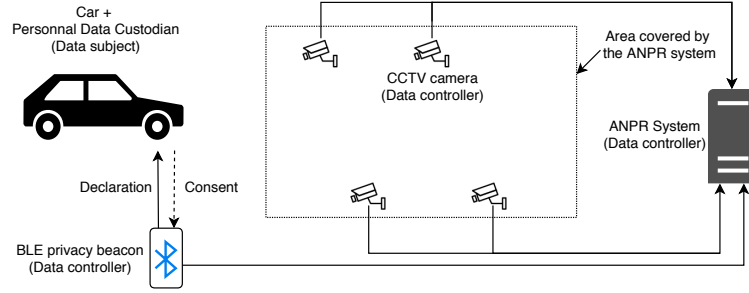 Car +
Personnal Data Custodian
(Data subject)
Area covered by
the ANPR system
CCTV camera
(Data controller)
ANPR System
(Data controller)
Declaration
Consent
BLE privacy beacon
(Data controller)